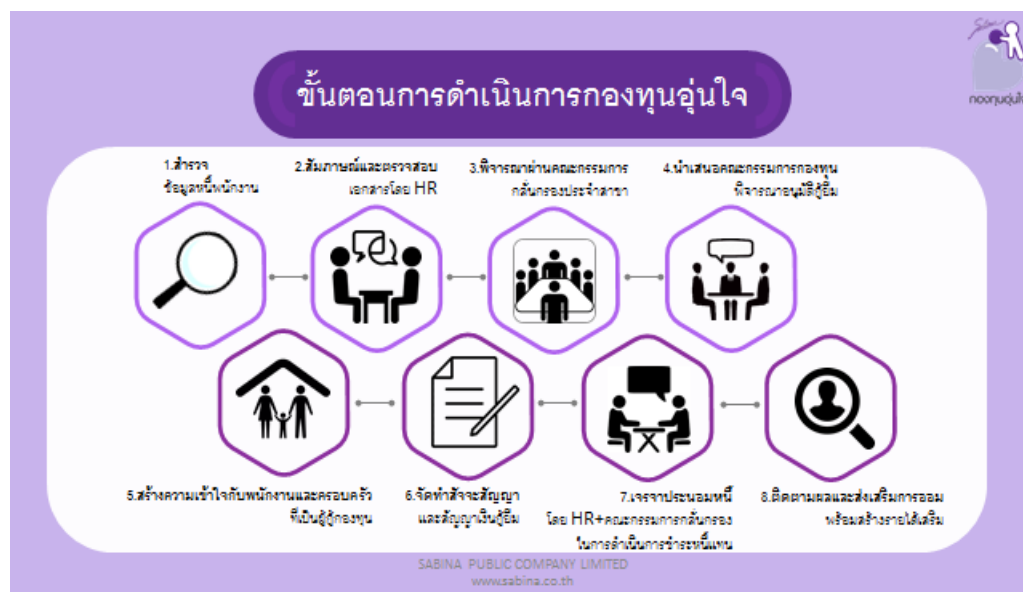 ขั้นตอนการดำเนินการกองทุนอุ่นใจ
กองทุนอุ่นใจ
1.สำรวจ
ข้อมูลหนี้พนักงาน
2.สัมภาษณ์และตรวจสอบ
เอกสารโดย HR
3.พิจารณาผ่านคณะกรรมการ
กลั่นกรองประจำสาขา
4.นำเสนอคณะกรรมการกองทุน
พิจารณาอนุมัติกู้ยืม
5.สร้างความเข้าใจกับพนักงานและครอบครัว
ที่เป็นผู้กู้กองทุน
6.จัดทำสัจจะสัญญา
และสัญญาเงินกู้ยืม
7.เจรจาประนอมหนี้
โดย HR+คณะกรรมการกลั่นกรอง
ในการดำเนินการชำระหนี้แทน
8.ติดตามผลและส่งเสริมการออม
พร้อมสร้างรายได้เสริม
SABINA PUBLIC COMPANY LIMITED
www.sabina.co.th